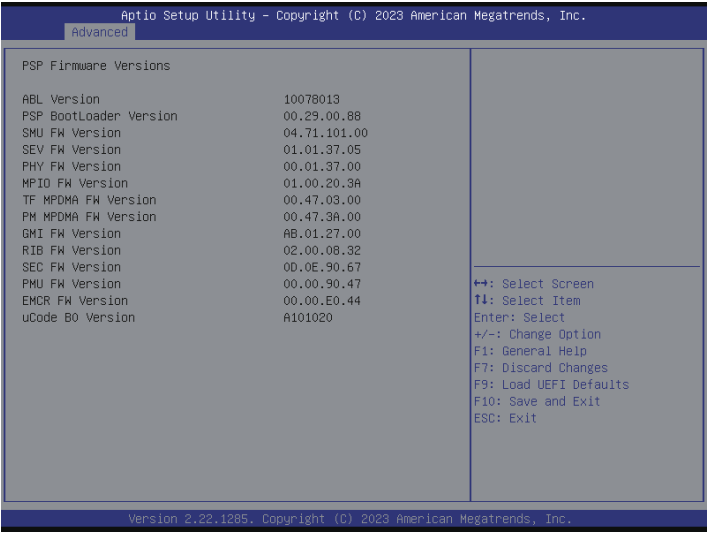 Aptio Setup Utility – Copyright (C) 2023 American Megatrends, Inc.
Advanced
PSP Firmware Versions
ABL Version 10078013
PSP BootLoader Version 00.29.00.88
SMU FW Version 04.71.101.00
SEV FW Version 01.01.37.05
PHY FW Version 00.01.37.00
MPIO FW Version 01.00.20.3A
TF MPDMA FW Version 00.47.03.00
PM MPDMA FW Version 00.47.3A.00
GMI FW Version AB.01.27.00
RIB FW Version 02.00.08.32
SEC FW Version 0D.0E.90.67
PMU FW Version 00.00.90.47
EMCR FW Version 00.00.E0.44
uCode B0 Version A101020
↔: Select Screen
↑↓: Select Item
Enter: Select
+/-: Change Option
F1: General Help
F7: Discard Changes
F9: Load UEFI Defaults
F10: Save and Exit
ESC: Exit
Version 2.22.1285. Copyright (C) 2023 American Megatrends, Inc.